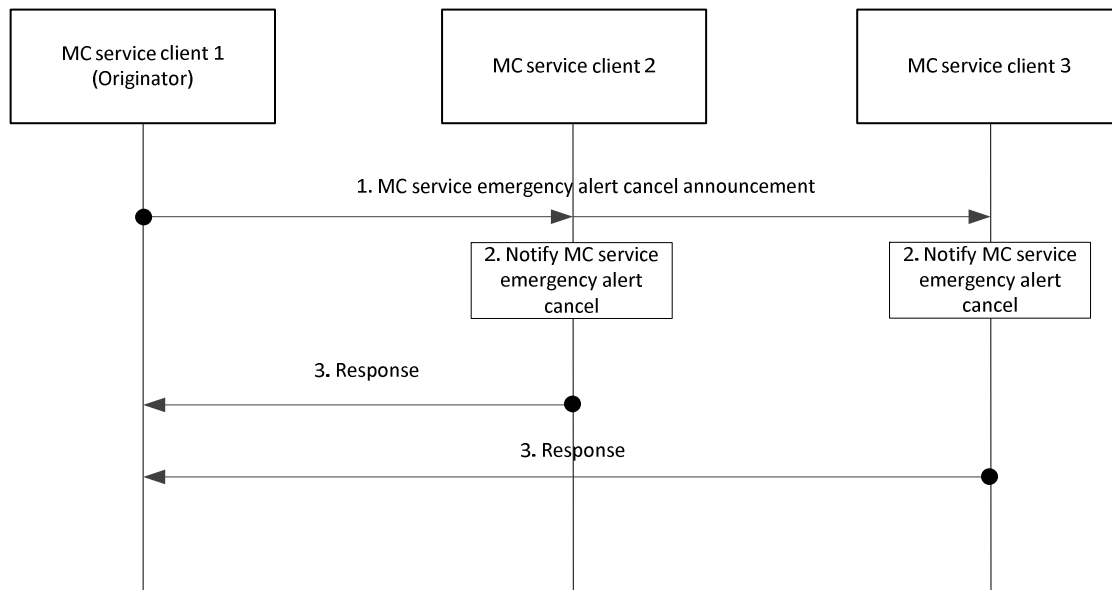 MC service client 1
(Originator)
MC service client 2
MC service client 3
1. MC service emergency alert cancel announcement
2. Notify MC service
emergency alert
cancel
2. Notify MC service
emergency alert
cancel
3. Response
3. Response